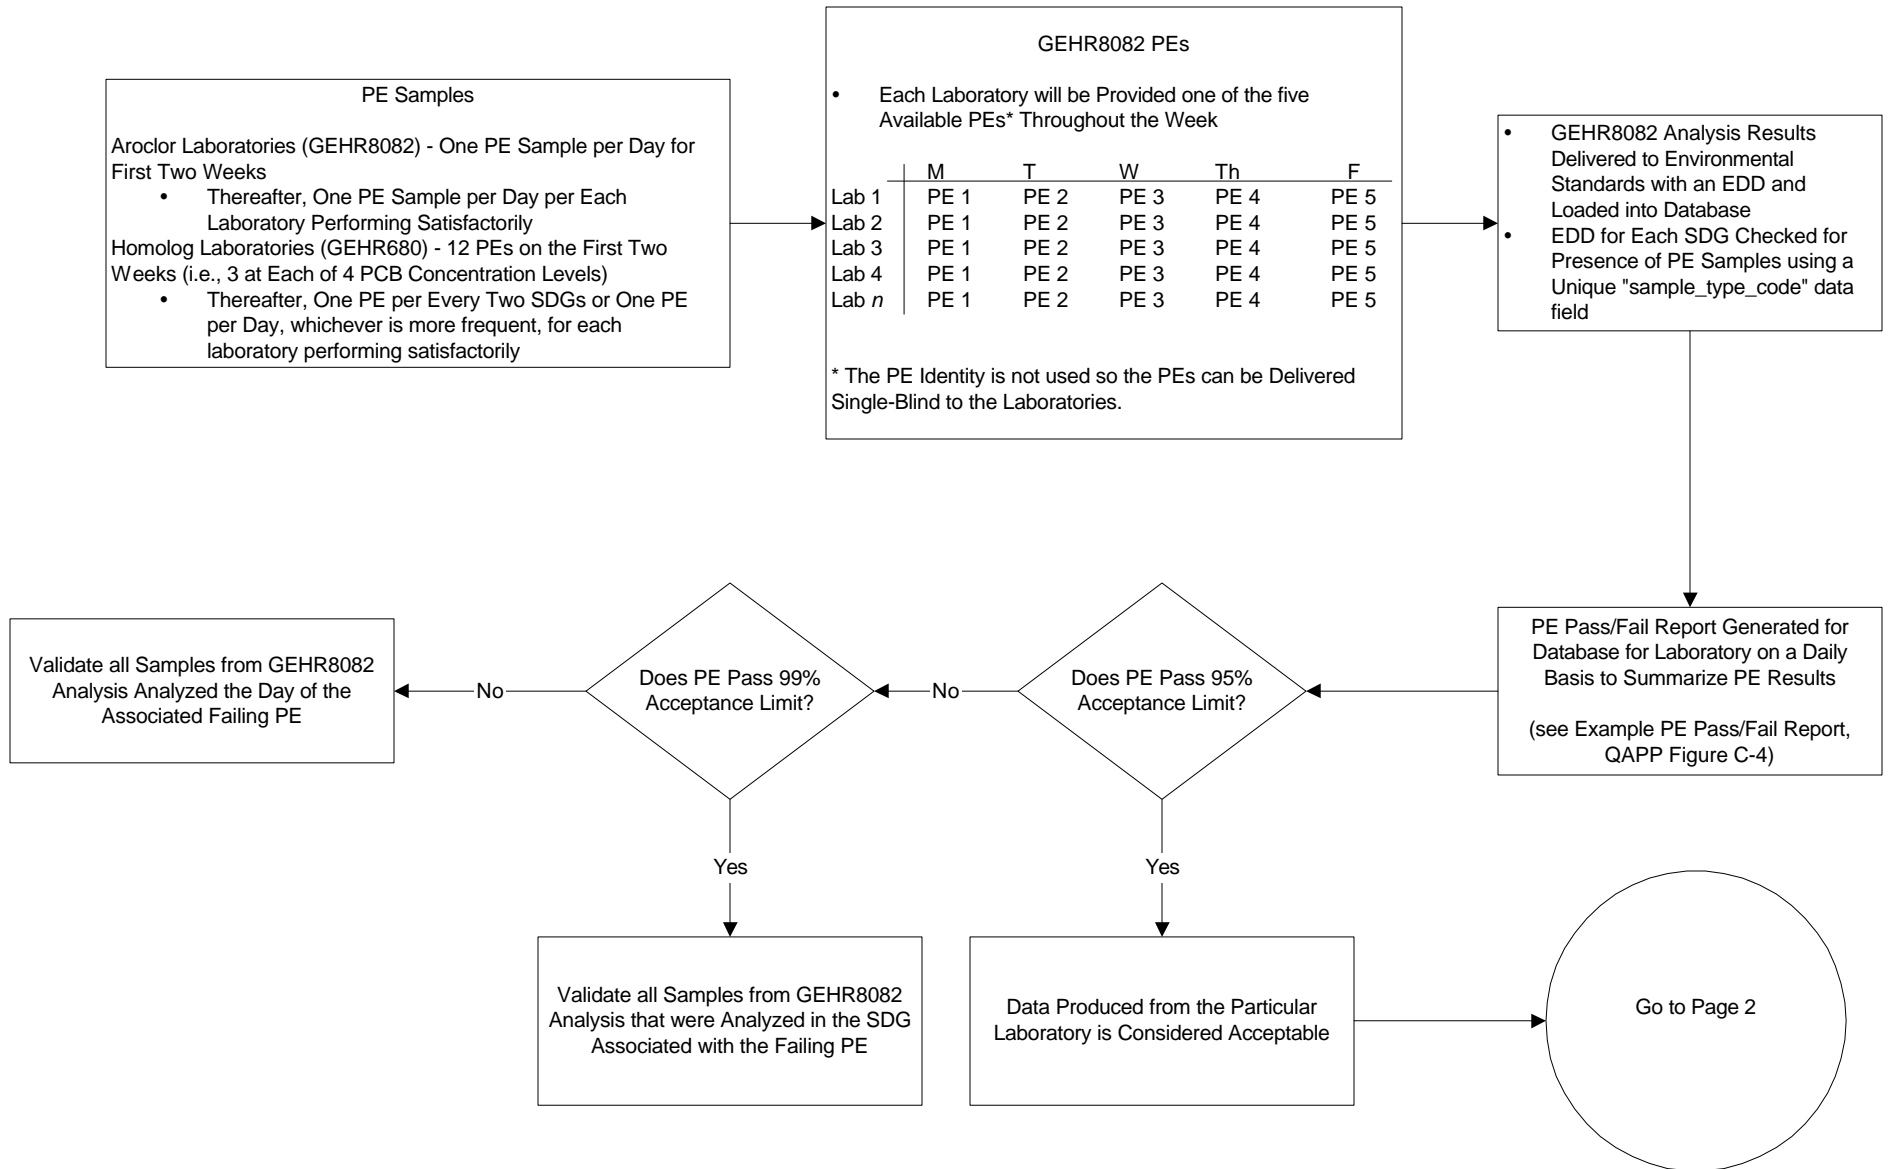 PE Samples
Aroclor Laboratories (GEHR8082) - One PE Sample per Day for
First Two Weeks
• Thereafter, One PE Sample per Day per Each
Laboratory Performing Satisfactorily
Homolog Laboratories (GEHR680) - 12 PEs on the First Two
Weeks (i.e., 3 at Each of 4 PCB Concentration Levels)
• Thereafter, One PE per Every Two SDGs or One PE
per Day, whichever is more frequent, for each
laboratory performing satisfactorily
GEHR8082 PEs
• Each Laboratory will be Provided one of the five
Available PEs* Throughout the Week
M T W Th F
Lab 1 PE 1 PE 2 PE 3 PE 4 PE 5
Lab 2 PE 1 PE 2 PE 3 PE 4 PE 5
Lab 3 PE 1 PE 2 PE 3 PE 4 PE 5
Lab 4 PE 1 PE 2 PE 3 PE 4 PE 5
Lab n PE 1 PE 2 PE 3 PE 4 PE 5
* The PE Identity is not used so the PEs can be Delivered
Single-Blind to the Laboratories.
• GEHR8082 Analysis Results
Delivered to Environmental
Standards with an EDD and
Loaded into Database
• EDD for Each SDG Checked for
Presence of PE Samples using a
Unique "sample_type_code" data
field
PE Pass/Fail Report Generated for
Database for Laboratory on a Daily
Basis to Summarize PE Results
(see Example PE Pass/Fail Report,
QAPP Figure C-4)
Does PE Pass 95%
Acceptance Limit?
No
Does PE Pass 99%
Acceptance Limit?
No
Validate all Samples from GEHR8082
Analysis Analyzed the Day of the
Associated Failing PE
Yes
Yes
Validate all Samples from GEHR8082
Analysis that were Analyzed in the SDG
Associated with the Failing PE
Data Produced from the Particular
Laboratory is Considered Acceptable
Go to Page 2